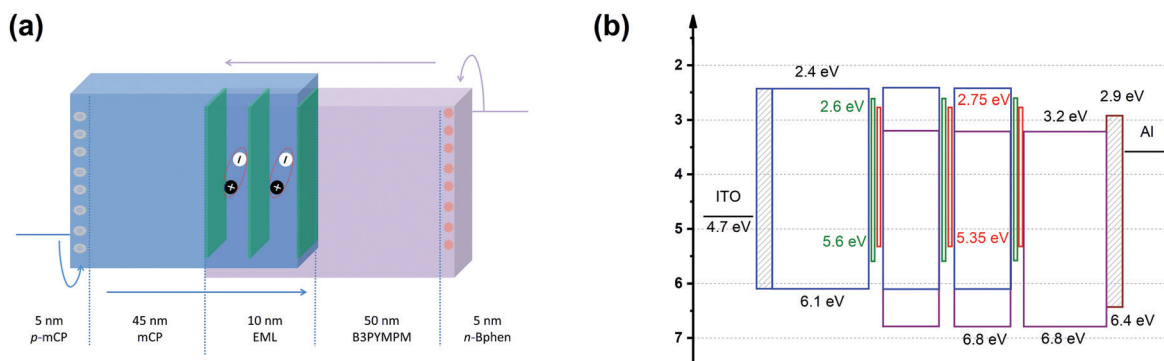 (a)
5 nm
p-mCP
45 nm
mCP
10 nm
EML
50 nm
B3PYMPM
5 nm
n-Bphen
(b)
2
3
4
5
6
7
ITO
4.7 eV
2.4 eV
6.1 eV
2.6 eV
5.6 eV
2.75 eV
5.35 eV
6.8 eV
3.2 eV
6.8 eV
2.9 eV
6.4 eV
Al